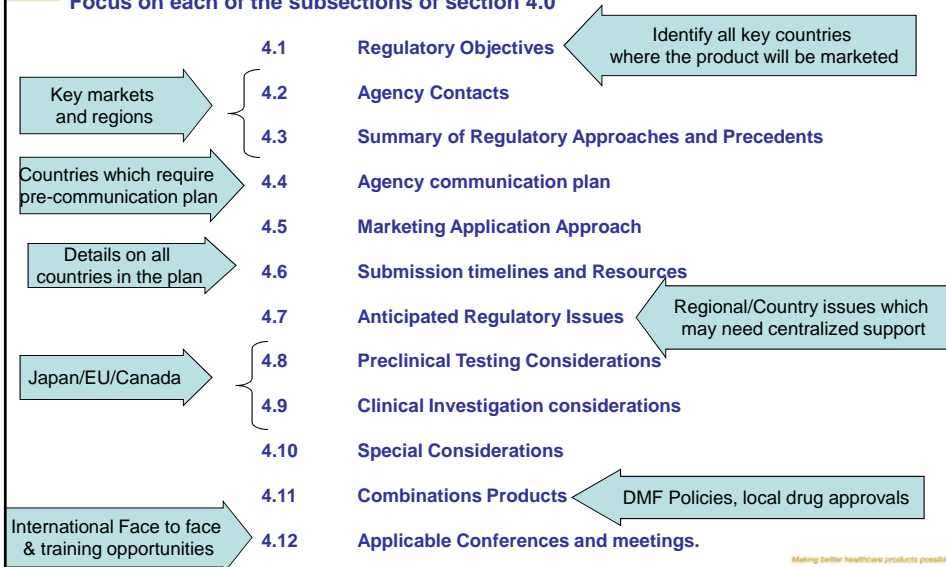 Focus on each of the subsections of section 4.0
4.1 Regulatory Objectives
Identify all key countries
where the product will be marketed
Key markets
and regions
4.2 Agency Contacts
4.3 Summary of Regulatory Approaches and Precedents
Countries which require
pre-communication plan
4.4 Agency communication plan
4.5 Marketing Application Approach
Details on all
countries in the plan
4.6 Submission timelines and Resources
4.7 Anticipated Regulatory Issues
Regional/Country issues which
may need centralized support
Japan/EU/Canada
4.8 Preclinical Testing Considerations
4.9 Clinical Investigation considerations
4.10 Special Considerations
4.11 Combinations Products
DMF Policies, local drug approvals
International Face to face
& training opportunities
4.12 Applicable Conferences and meetings.
Making better healthcare products possible